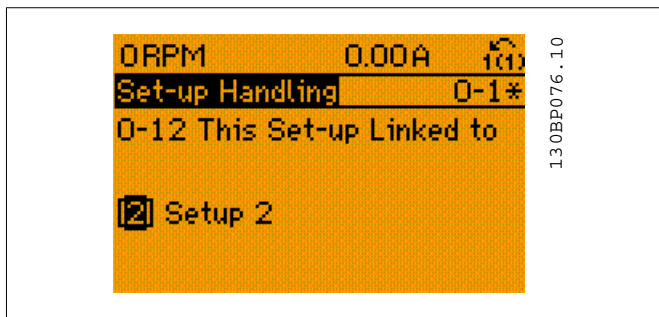 0RPM 0.00A 1(1)
Set-up Handling 0-1*
0-12 This Set-up Linked to
[2] Setup 2
130BP076.10